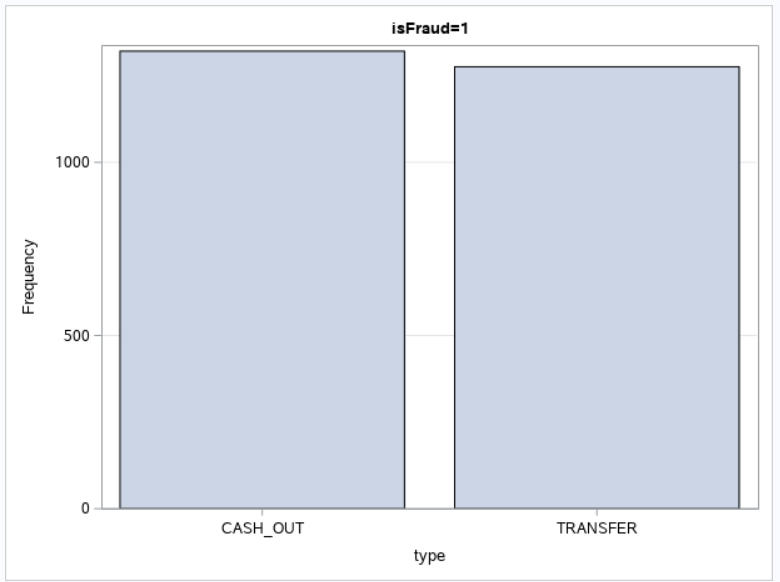 isFraud=1
1000
500
0
Frequency
CASH_OUT
TRANSFER
type